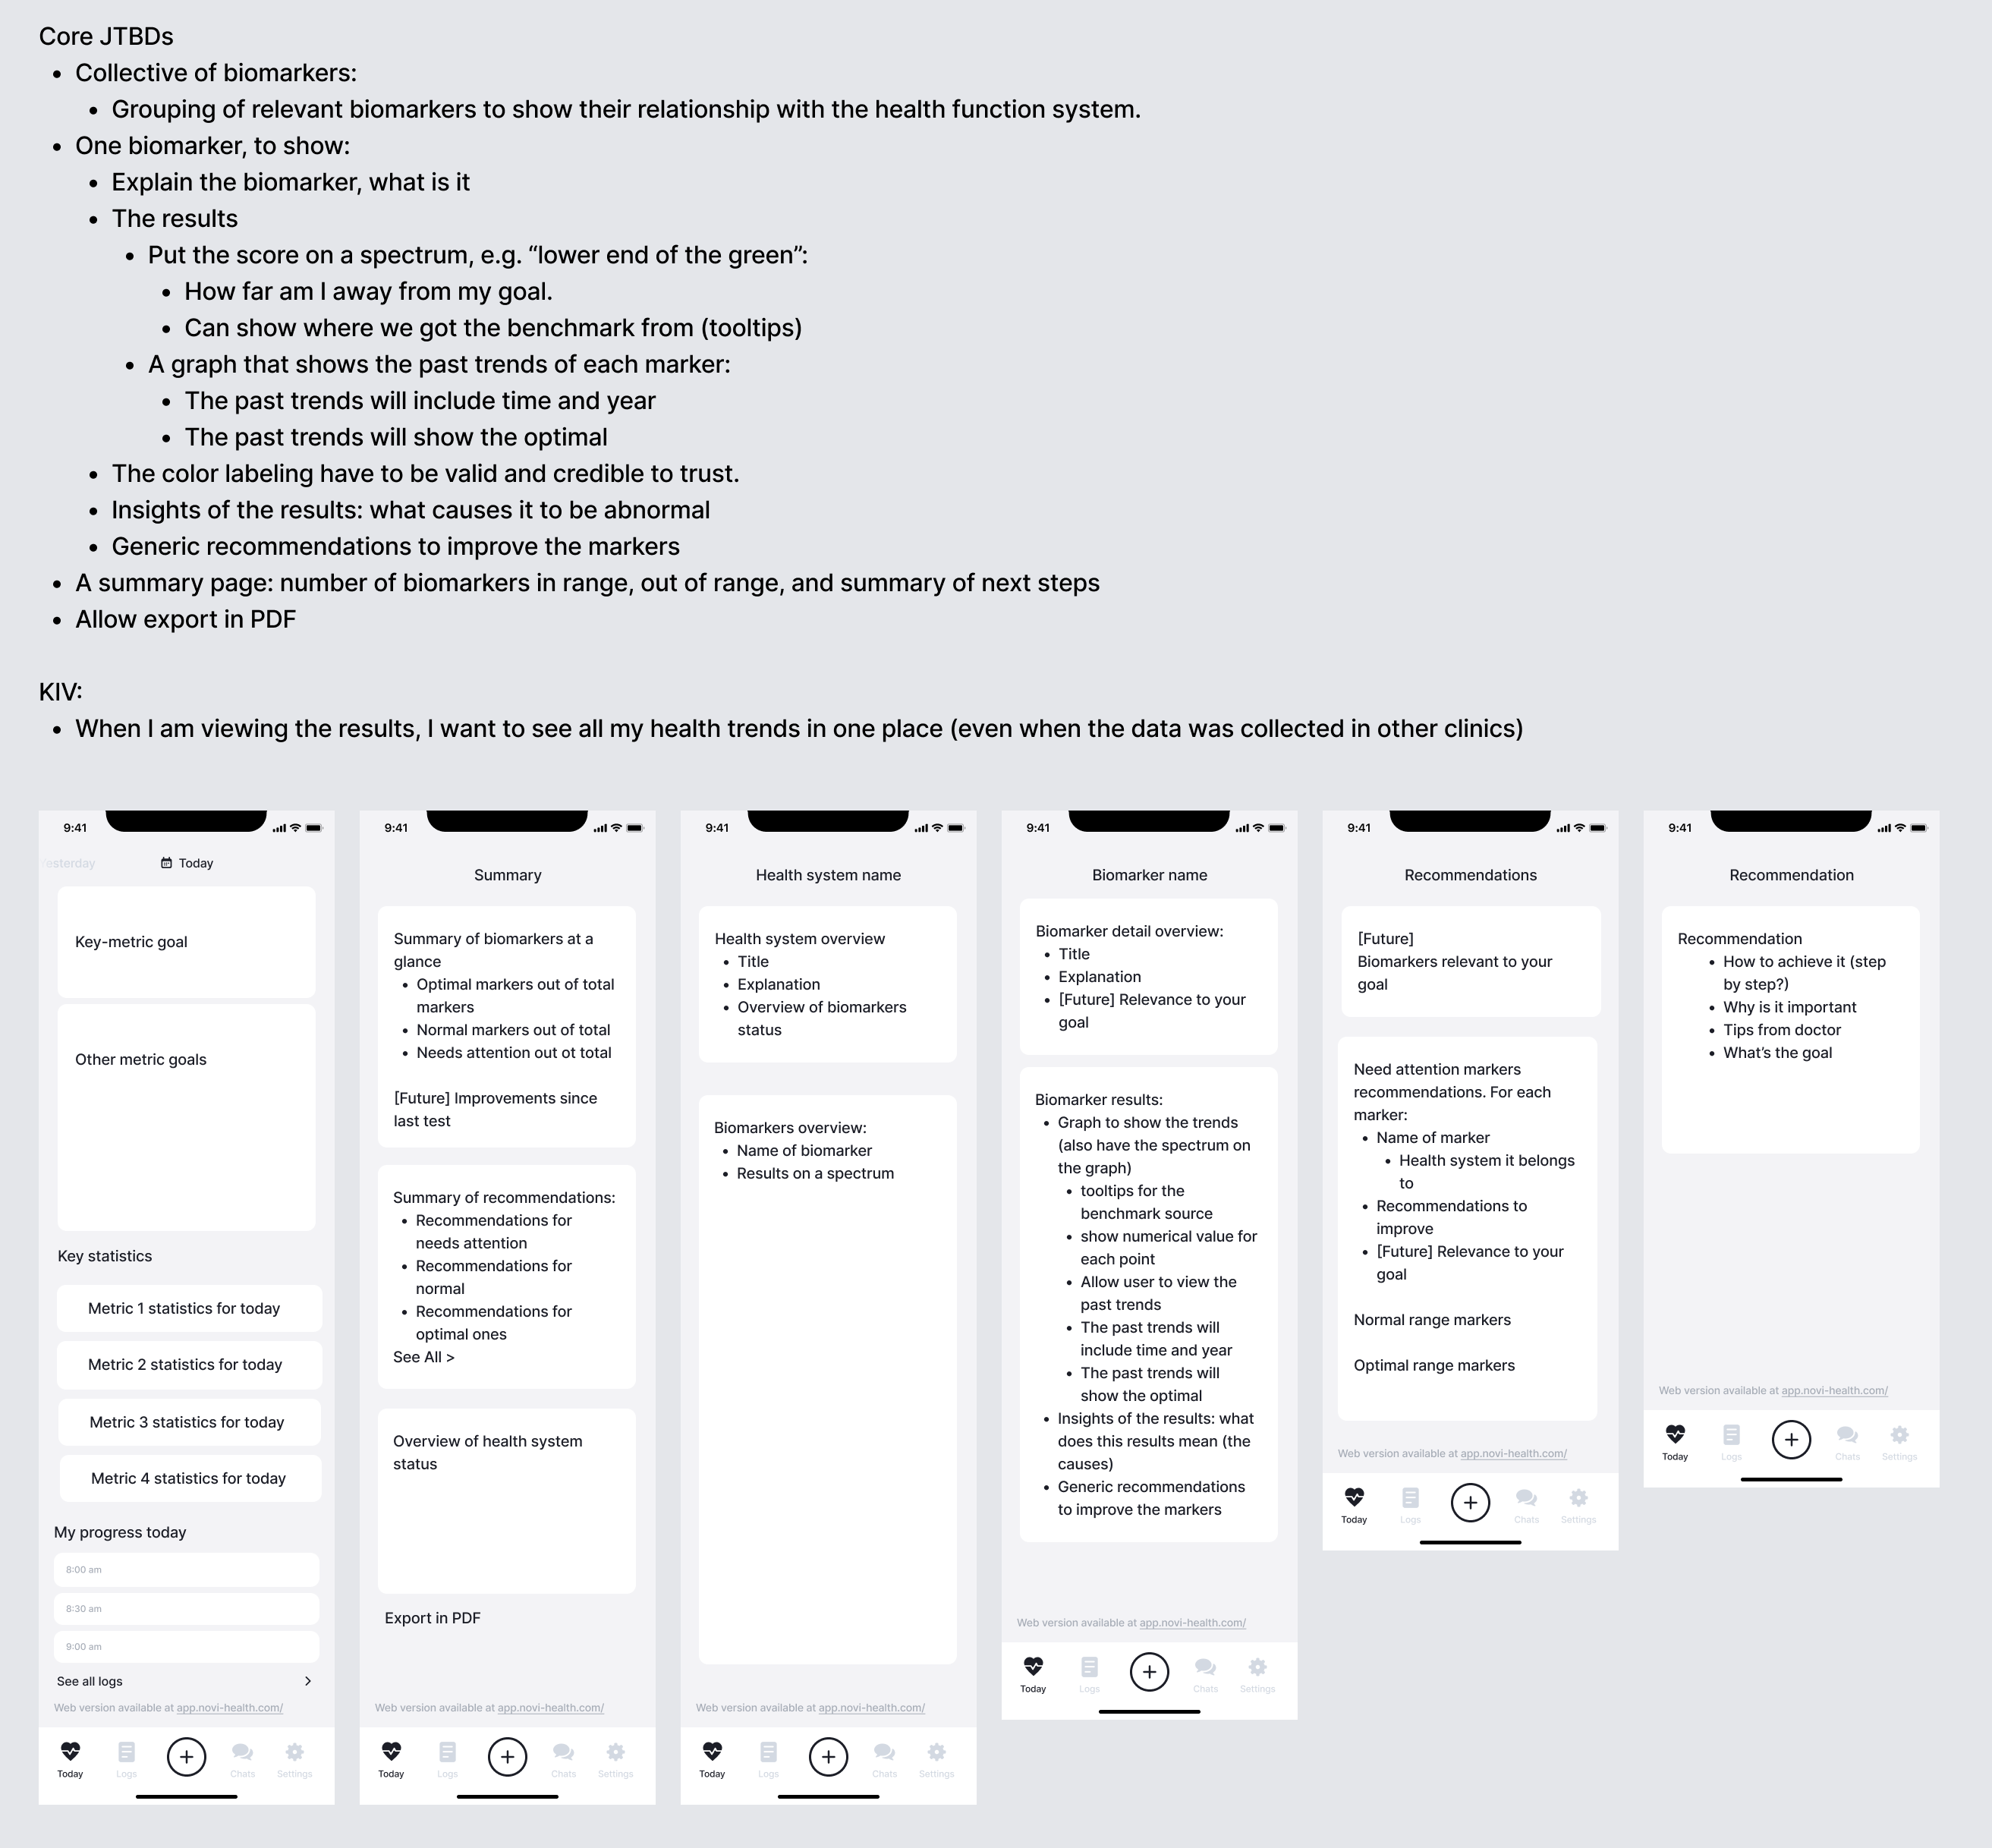 Core JTBDs
• Collective of biomarkers:
• Grouping of relevant biomarkers to show their relationship with the health function system.
• One biomarker, to show:
• Explain the biomarker, what is it
• The results
• Put the score on a spectrum, e.g. “lower end of the green”:
• How far am I away from my goal.
• Can show where we got the benchmark from (tooltips)
• A graph that shows the past trends of each marker:
• The past trends will include time and year
• The past trends will show the optimal
• The color labeling have to be valid and credible to trust.
• Insights of the results: what causes it to be abnormal
• Generic recommendations to improve the markers
• A summary page: number of biomarkers in range, out of range, and summary of next steps
• Allow export in PDF
KIV:
• When I am viewing the results, I want to see all my health trends in one place (even when the data was collected in other clinics)
9:41
Yesterday
Today
Key-metric goal
Other metric goals
Key statistics
Metric 1 statistics for today
Metric 2 statistics for today
Metric 3 statistics for today
Metric 4 statistics for today
My progress today
8:00 am
8:30 am
9:00 am
See all logs
Web version available at app.novi-health.com/
Today
Logs
Chats
Settings
9:41
Summary
Summary of biomarkers at a
glance
• Optimal markers out of total
markers
• Normal markers out of total
• Needs attention out ot total
[Future] Improvements since
last test
Summary of recommendations:
• Recommendations for
needs attention
• Recommendations for
normal
• Recommendations for
optimal ones
See All >
Overview of health system
status
Export in PDF
Web version available at app.novi-health.com/
Today
Logs
Chats
Settings
9:41
Health system name
Health system overview
• Title
• Explanation
• Overview of biomarkers
status
Biomarkers overview:
• Name of biomarker
• Results on a spectrum
Web version available at app.novi-health.com/
Today
Logs
Chats
Settings
9:41
Biomarker name
Biomarker detail overview:
• Title
• Explanation
• [Future] Relevance to your
goal
Biomarker results:
• Graph to show the trends
(also have the spectrum on
the graph)
• tooltips for the
benchmark source
• show numerical value for
each point
• Allow user to view the
past trends
• The past trends will
include time and year
• The past trends will
show the optimal
• Insights of the results: what
does this results mean (the
causes)
• Generic recommendations
to improve the markers
Web version available at app.novi-health.com/
Today
Logs
Chats
Settings
9:41
Recommendations
[Future]
Biomarkers relevant to your
goal
Need attention markers
recommendations. For each
marker:
• Name of marker
• Health system it belongs
to
• Recommendations to
improve
• [Future] Relevance to your
goal
Normal range markers
Optimal range markers
Web version available at app.novi-health.com/
Today
Logs
Chats
Settings
9:41
Recommendation
Recommendation
• How to achieve it (step
by step?)
• Why is it important
• Tips from doctor
• What’s the goal
Web version available at app.novi-health.com/
Today
Logs
Chats
Settings